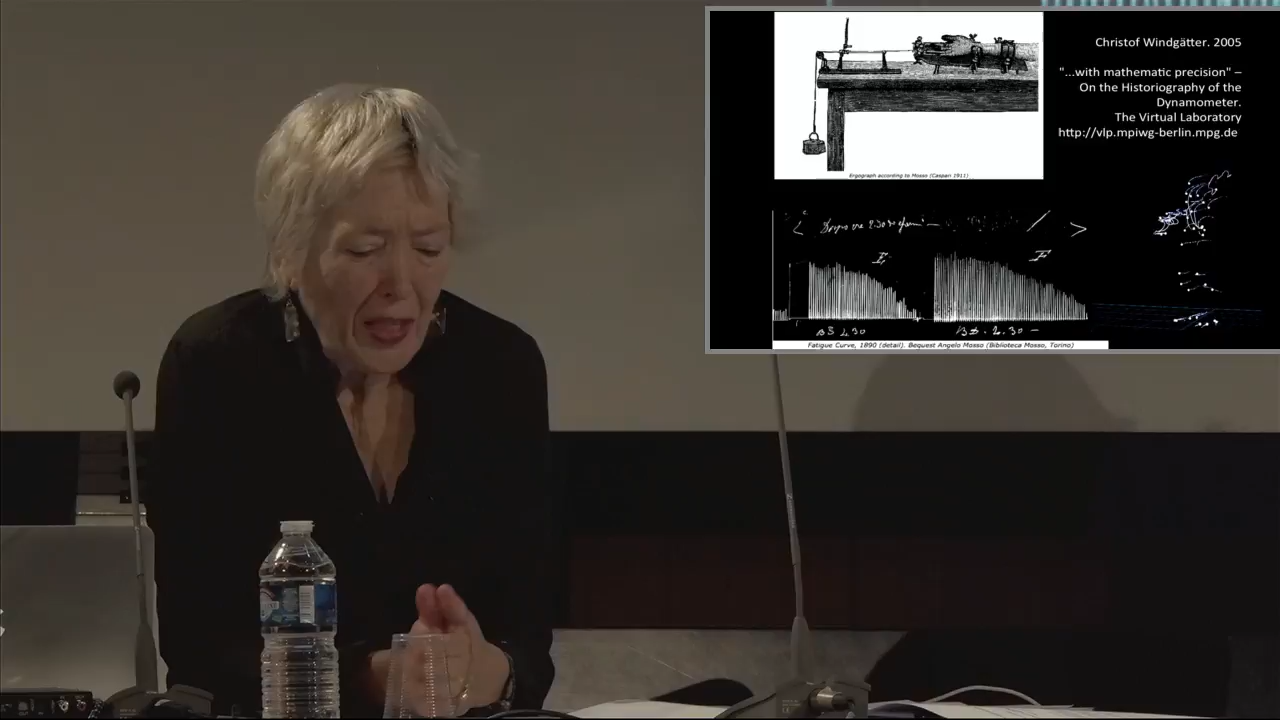 Christof Windgätter. 2005
"...with mathematic precision" –
On the Historiography of the
Dynamometer.
The Virtual Laboratory
http://vlp.mpiwg-berlin.mpg.de
Ergograph according to Mosso (Caspari 1911)
Fatigue Curve, 1890 (detail). Bequest Angelo Mosso (Biblioteca Mosso, Torino)